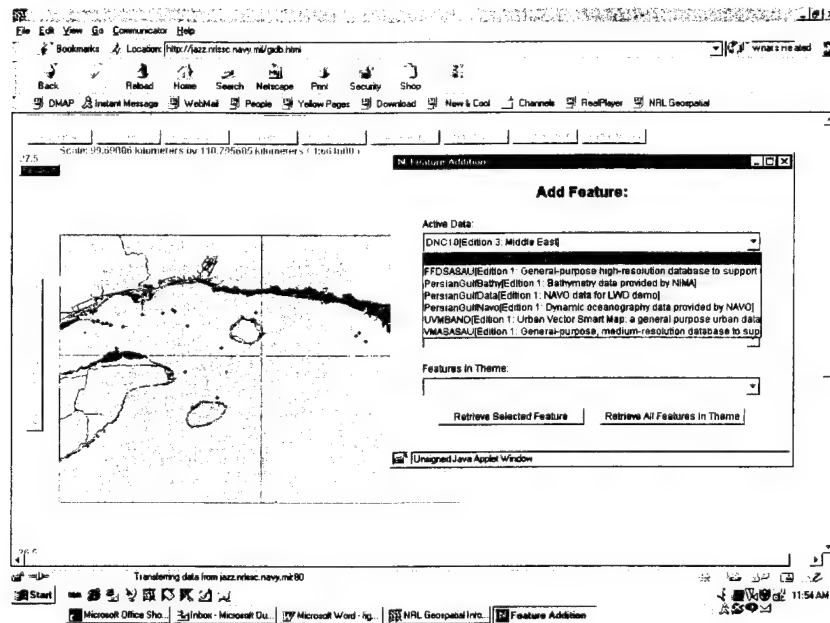 File Edit View Go Communicator Help
Bookmarks Location: http://jazz.nrlssc.navy.mil/gidb.html What's Related
Back Reload Home Search Netscape Print Security Shop
DMAP Instant Message WebMail People Yellow Pages Download New & Cool Channels RealPlayer NRL Geospatial
Scale: 99.69806 kilometers by 110.795685 kilometers
27.5
Feature Addition
Add Feature:
Active Data:
DNC10[Edition 3: Middle East]
FFDSASAU[Edition 1: General-purpose high-resolution database to support
PersianGulfBathy[Edition 1: Bathymetry data provided by NIMA]
PersianGulfData[Edition 1: NAVO data for LWD demo]
PersianGulfNavo[Edition 1: Dynamic oceanography data provided by NAVO]
UVMBAND[Edition 1: Urban Vector Smart Map: a general purpose urban data
VMASASAU[Edition 1: General-purpose, medium-resolution database to sup
Features In Theme:
Retrieve Selected Feature Retrieve All Features In Theme
Unsigned Java Applet Window
26.5
Transferring data from jazz.nrlssc.navy.mil:80
Start 11:54 AM
Microsoft Office Sho... Inbox - Microsoft Ou... Microsoft Word - fig... NRL Geospatial Info... Feature Addition